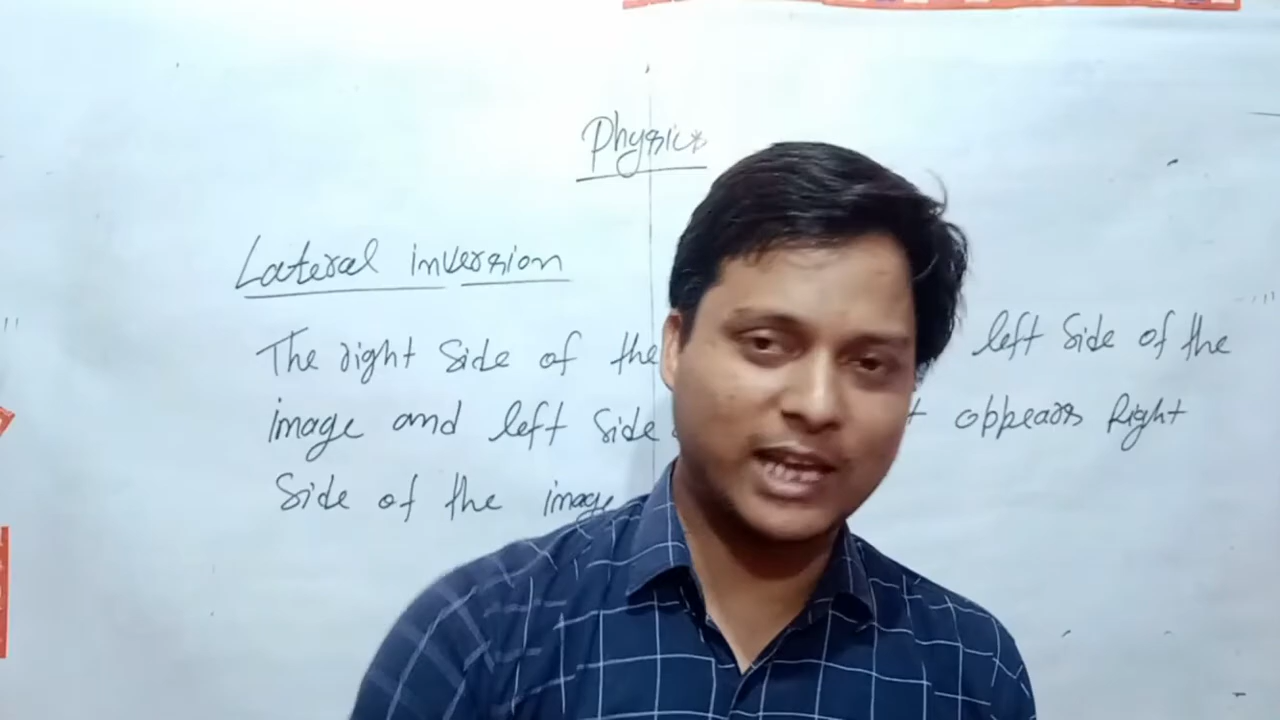 Physics
Lateral inversion
The right side of the left side of the
image and left side oppears Right
Side of the image